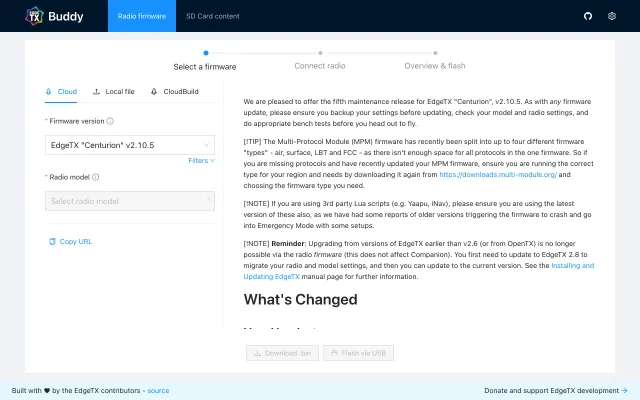 EDGE TX Buddy
Radio firmware
SD Card content
Select a firmware
Connect radio
Overview & flash
Cloud
Local file
CloudBuild
* Firmware version
EdgeTX "Centurion" v2.10.5
Filters
* Radio model
Select radio model
Copy URL
We are pleased to offer the fifth maintenance release for EdgeTX "Centurion", v2.10.5. As with any firmware
update, please ensure you backup your settings before updating, check your model and radio settings, and
do appropriate bench tests before you head out to fly.
[!TIP] The Multi-Protocol Module (MPM) firmware has recently been split into up to four different firmware
"types" - air, surface, LBT and FCC - as there isn't enough space for all protocols in the one firmware. So if
you are missing protocols and have recently updated your MPM firmware, ensure you are running the correct
type for your region and needs by downloading it again from https://downloads.multi-module.org/ and
choosing the firmware type you need.
[!NOTE] If you are using 3rd party Lua scripts (e.g. Yaapu, iNav), please ensure you are using the latest
version of these also, as we have had some reports of older versions triggering the firmware to crash and go
into Emergency Mode with some setups.
[!NOTE] Reminder: Upgrading from versions of EdgeTX earlier than v2.6 (or from OpenTX) is no longer
possible via the radio firmware (this does not affect Companion). You first need to update to EdgeTX 2.8 to
migrate your radio and model settings, and then you can update to the current version. See the Installing and
Updating EdgeTX manual page for further information.
What's Changed
Download .bin
Flash via USB
Built with ♥ by the EdgeTX contributors - source
Donate and support EdgeTX development →